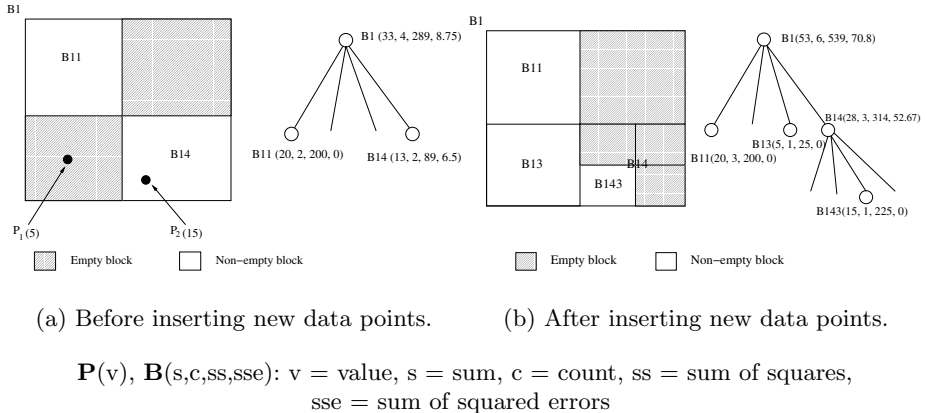 B1
B11
B14
P1(5)
P2(15)
B1 (33, 4, 289, 8.75)
B11 (20, 2, 200, 0)
B14 (13, 2, 89, 6.5)
Empty block
Non−empty block
(a) Before inserting new data points.
B1
B11
B13
B14
B143
B1(53, 6, 539, 70.8)
B14(28, 3, 314, 52.67)
B13(5, 1, 25, 0)
B11(20, 3, 200, 0)
B143(15, 1, 225, 0)
Empty block
Non−empty block
(b) After inserting new data points.
P(v), B(s,c,ss,sse): v = value, s = sum, c = count, ss = sum of squares,
sse = sum of squared errors